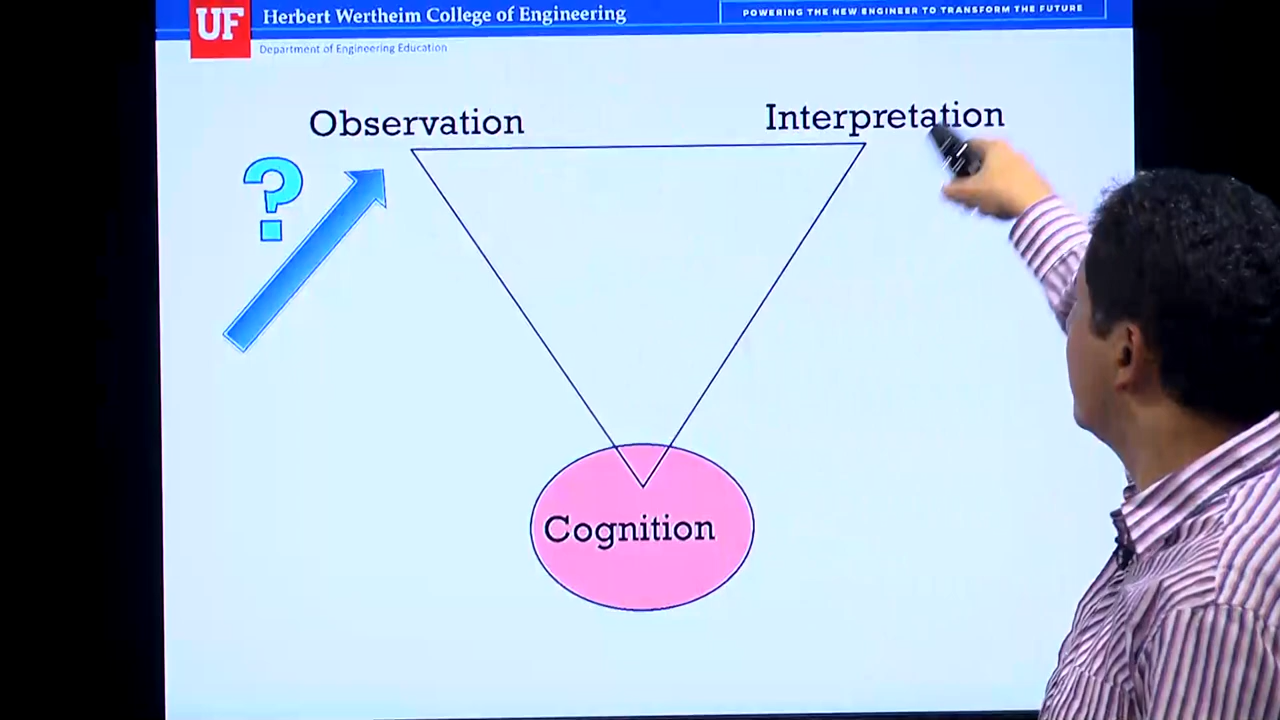 UF
Herbert Wertheim College of Engineering
POWERING THE NEW ENGINEER TO TRANSFORM THE FUTURE
Department of Engineering Education
Observation
Interpretation
?
Cognition